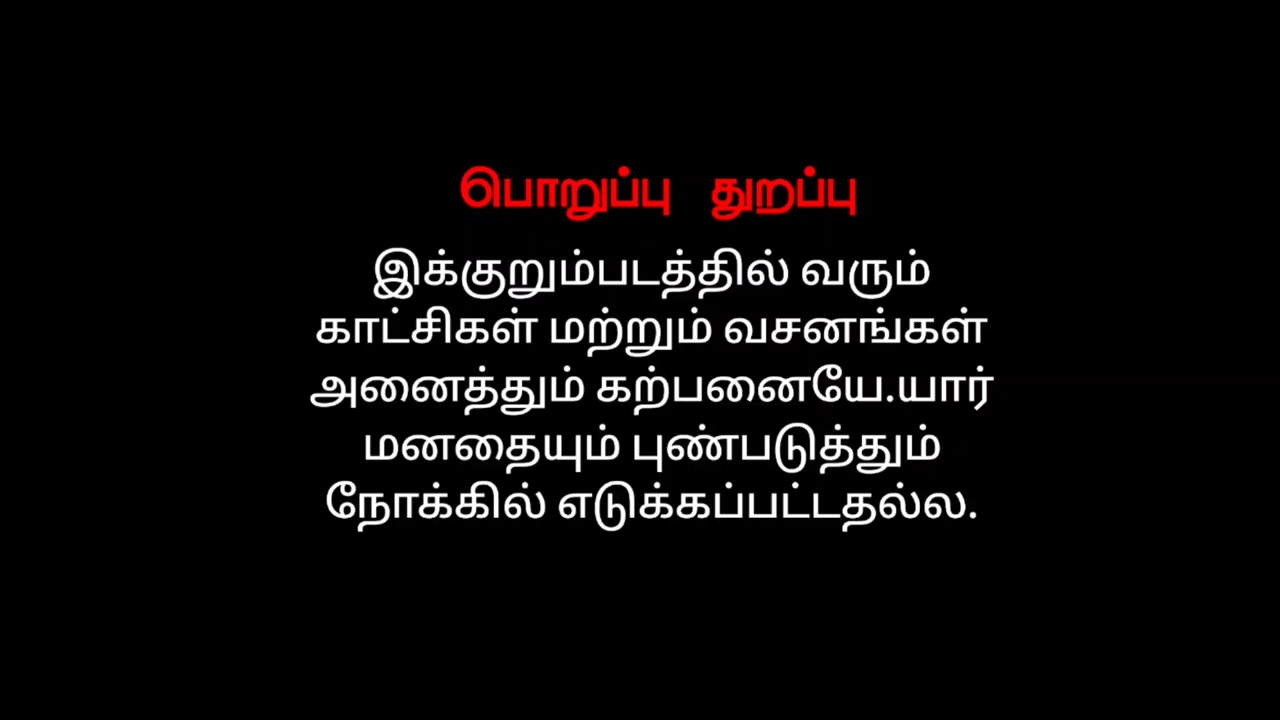 பொறுப்பு துறப்பு
இக்குறும்படத்தில் வரும்
காட்சிகள் மற்றும் வசனங்கள்
அனைத்தும் கற்பனையே.யார்
மனதையும் புண்படுத்தும்
நோக்கில் எடுக்கப்பட்டதல்ல.